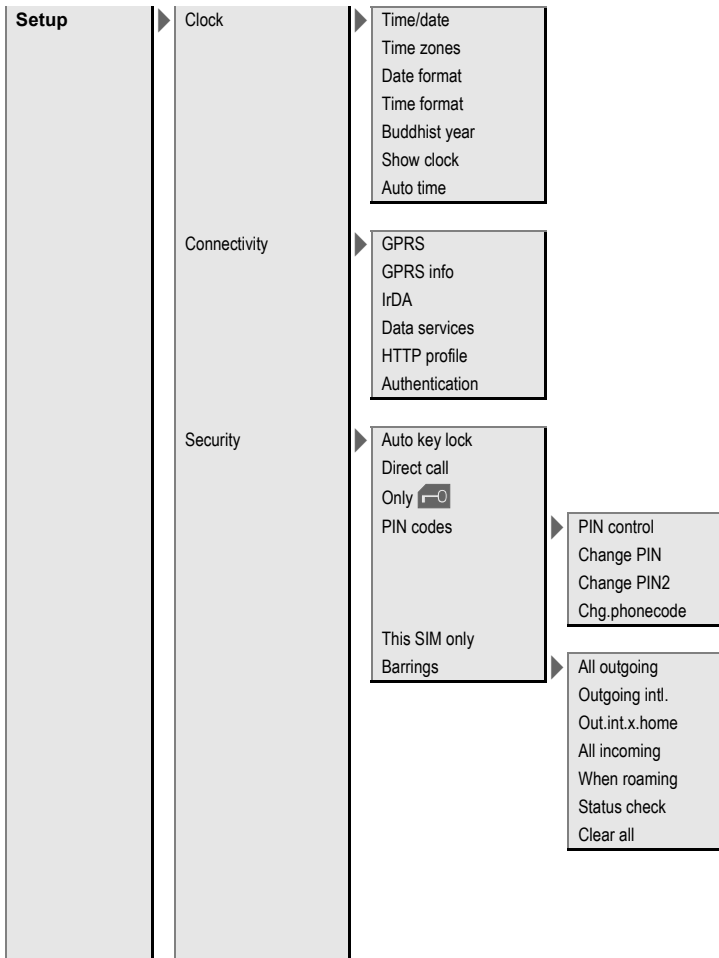 Setup
Clock
Time/date
Time zones
Date format
Time format
Buddhist year
Show clock
Auto time
Connectivity
GPRS
GPRS info
IrDA
Data services
HTTP profile
Authentication
Security
Auto key lock
Direct call
Only
PIN codes
PIN control
Change PIN
Change PIN2
Chg.phonecode
This SIM only
Barrings
All outgoing
Outgoing intl.
Out.int.x.home
All incoming
When roaming
Status check
Clear all